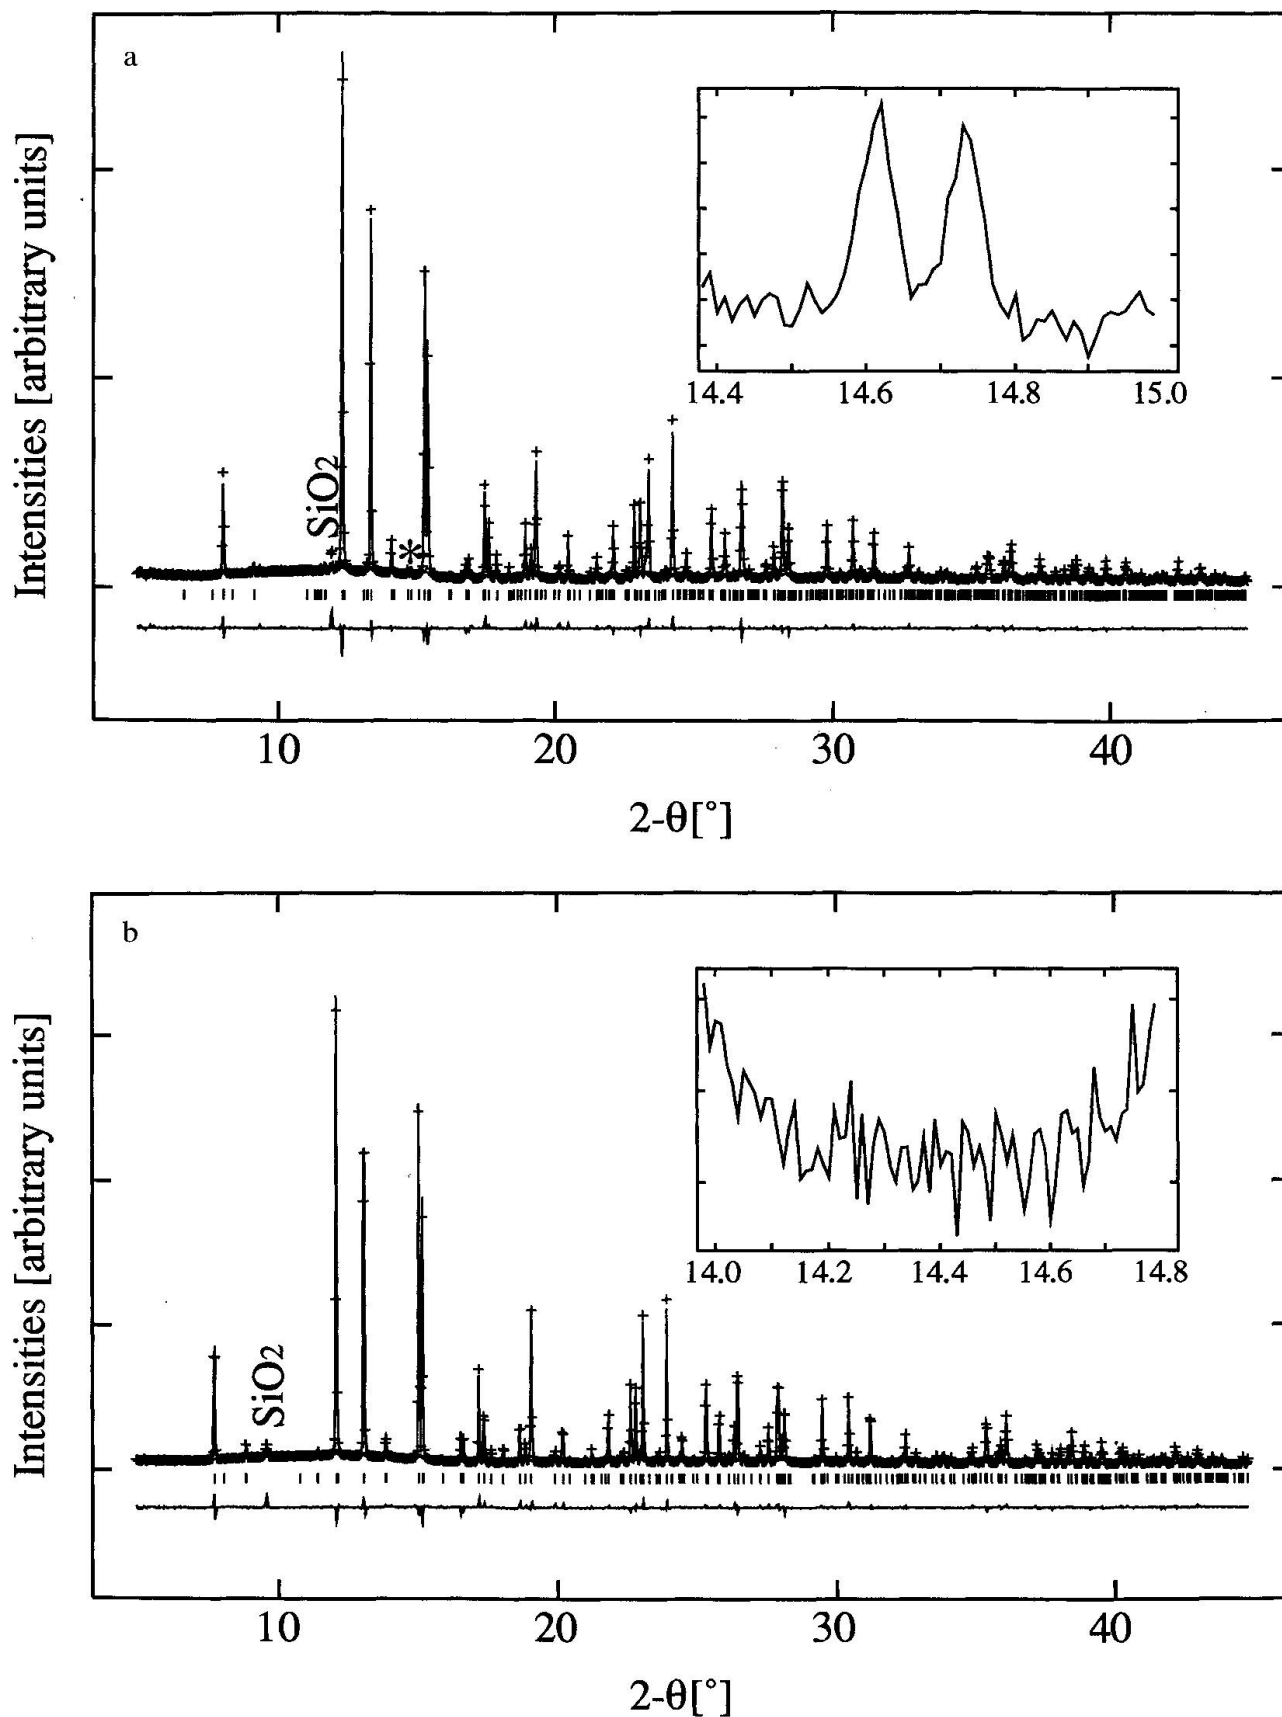 a
Intensities [arbitrary units]
SiO2
*
14.4 14.6 14.8 15.0
10 20 30 40
2-θ[°]
b
Intensities [arbitrary units]
SiO2
14.0 14.2 14.4 14.6 14.8
10 20 30 40
2-θ[°]